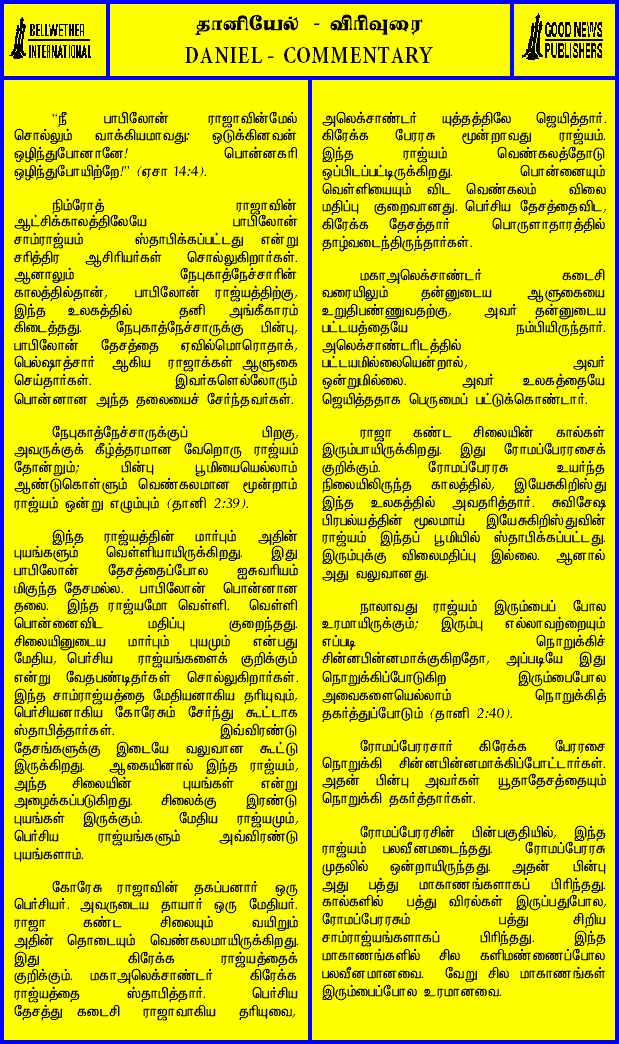 BELLWETHER
INTERNATIONAL
தானியேல் - விரிவுரை
DANIEL - COMMENTARY
GOOD NEWS
PUBLISHERS
“நீ பாபிலோன் ராஜாவின்மேல்
சொல்லும் வாக்கியமாவது: ஒடுக்கினவன்
ஒழிந்துபோனானே! பொன்னகரி
ஒழிந்துபோயிற்றே!” (ஏசா 14:4).
நிம்ரோத் ராஜாவின்
ஆட்சிக்காலத்திலேயே பாபிலோன்
சாம்ராஜ்யம் ஸ்தாபிக்கப்பட்டது என்று
சரித்திர ஆசிரியர்கள் சொல்லுகிறார்கள்.
ஆனாலும் நேபுகாத்நேச்சாரின்
காலத்தில்தான், பாபிலோன் ராஜ்யத்திற்கு,
இந்த உலகத்தில் தனி அங்கீகாரம்
கிடைத்தது. நேபுகாத்நேச்சாருக்கு பின்பு,
பாபிலோன் தேசத்தை ஏவில்மெரொதாக்,
பெல்ஷாத்சார் ஆகிய ராஜாக்கள் ஆளுகை
செய்தார்கள். இவர்களெல்லோரும்
பொன்னான அந்த தலையைச் சேர்ந்தவர்கள்.
நேபுகாத்நேச்சாருக்குப் பிறகு,
அவருக்குக் கீழ்த்தரமான வேறொரு ராஜ்யம்
தோன்றும்; பின்பு பூமியையெல்லாம்
ஆண்டுகொள்ளும் வெண்கலமான மூன்றாம்
ராஜ்யம் ஒன்று எழும்பும் (தானி 2:39).
இந்த ராஜ்யத்தின் மார்பும் அதின்
புயங்களும் வெள்ளியாயிருக்கிறது. இது
பாபிலோன் தேசத்தைப்போல ஐசுவரியம்
மிகுந்த தேசமல்ல. பாபிலோன் பொன்னான
தலை. இந்த ராஜ்யமோ வெள்ளி. வெள்ளி
பொன்னைவிட மதிப்பு குறைந்தது.
சிலையினுடைய மார்பும் புயமும் என்பது
மேதிய, பெர்சிய ராஜ்யங்களைக் குறிக்கும்
என்று வேதபண்டிதர்கள் சொல்லுகிறார்கள்.
இந்த சாம்ராஜ்யத்தை மேதியனாகிய தரியுவும்,
பெர்சியனாகிய கோரேசும் சேர்ந்து கூட்டாக
ஸ்தாபித்தார்கள். இவ்விரண்டு
தேசங்களுக்கு இடையே வலுவான கூட்டு
இருக்கிறது. ஆகையினால் இந்த ராஜ்யம்,
அந்த சிலையின் புயங்கள் என்று
அழைக்கப்படுகிறது. சிலைக்கு இரண்டு
புயங்கள் இருக்கும். மேதிய ராஜ்யமும்,
பெர்சிய ராஜ்யங்களும் அவ்விரண்டு
புயங்களாம்.
கோரேசு ராஜாவின் தகப்பனார் ஒரு
பெர்சியர். அவருடைய தாயார் ஒரு மேதியர்.
ராஜா கண்ட சிலையும் வயிறும்
அதின் தொடையும் வெண்கலமாயிருக்கிறது.
இது கிரேக்க ராஜ்யத்தைக்
குறிக்கும். மகாஅலெக்சாண்டர் கிரேக்க
ராஜ்யத்தை ஸ்தாபித்தார். பெர்சிய
தேசத்து கடைசி ராஜாவாகிய தரியுவை,
அலெக்சாண்டர் யுத்தத்திலே ஜெயித்தார்.
கிரேக்க பேரரசு மூன்றாவது ராஜ்யம்.
இந்த ராஜ்யம் வெண்கலத்தோடு
ஒப்பிடப்பட்டிருக்கிறது. பொன்னையும்
வெள்ளியையும் விட வெண்கலம் விலை
மதிப்பு குறைவானது. பெர்சிய தேசத்தைவிட,
கிரேக்க தேசத்தார் பொருளாதாரத்தில்
தாழ்வடைந்திருந்தார்கள்.
மகாஅலெக்சாண்டர் கடைசி
வரையிலும் தன்னுடைய ஆளுகையை
உறுதிபண்ணுவதற்கு, அவர் தன்னுடைய
பட்டயத்தையே நம்பியிருந்தார்.
அலெக்சாண்டரிடத்தில்
பட்டயமில்லையென்றால், அவர்
ஒன்றுமில்லை. அவர் உலகத்தையே
ஜெயித்ததாக பெருமைப் பட்டுக்கொண்டார்.
ராஜா கண்ட சிலையின் கால்கள்
இரும்பாயிருக்கிறது. இது ரோமப்பேரரசைக்
குறிக்கும். ரோமப்பேரரசு உயர்ந்த
நிலையிலிருந்த காலத்தில், இயேசுகிறிஸ்து
இந்த உலகத்தில் அவதரித்தார். சுவிசேஷ
பிரபல்யத்தின் மூலமாய் இயேசுகிறிஸ்துவின்
ராஜ்யம் இந்தப் பூமியில் ஸ்தாபிக்கப்பட்டது.
இரும்புக்கு விலைமதிப்பு இல்லை. ஆனால்
அது வலுவானது.
நாலாவது ராஜ்யம் இரும்பைப் போல
உரமாயிருக்கும்; இரும்பு எல்லாவற்றையும்
எப்படி நொறுக்கிச்
சின்னபின்னமாக்குகிறதோ, அப்படியே இது
நொறுக்கிப்போடுகிற இரும்பைபோல
அவைகளையெல்லாம் நொறுக்கித்
தகர்த்துப்போடும் (தானி 2:40).
ரோமப்பேரரசார் கிரேக்க பேரரசை
நொறுக்கி சின்னபின்னமாக்கிப்போட்டார்கள்.
அதன் பின்பு அவர்கள் யூதாதேசத்தையும்
நொறுக்கி தகர்த்தார்கள்.
ரோமப்பேரரசின் பின்பகுதியில், இந்த
ராஜ்யம் பலவீனமடைந்தது. ரோமப்பேரரசு
முதலில் ஒன்றாயிருந்தது. அதன் பின்பு
அது பத்து மாகாணங்களாகப் பிரிந்தது.
கால்களில் பத்து விரல்கள் இருப்பதுபோல,
ரோமப்பேரரசும் பத்து சிறிய
சாம்ராஜ்யங்களாகப் பிரிந்தது. இந்த
மாகாணங்களில் சில களிமண்ணைப்போல
பலவீனமானவை. வேறு சில மாகாணங்கள்
இரும்பைப்போல உரமானவை.